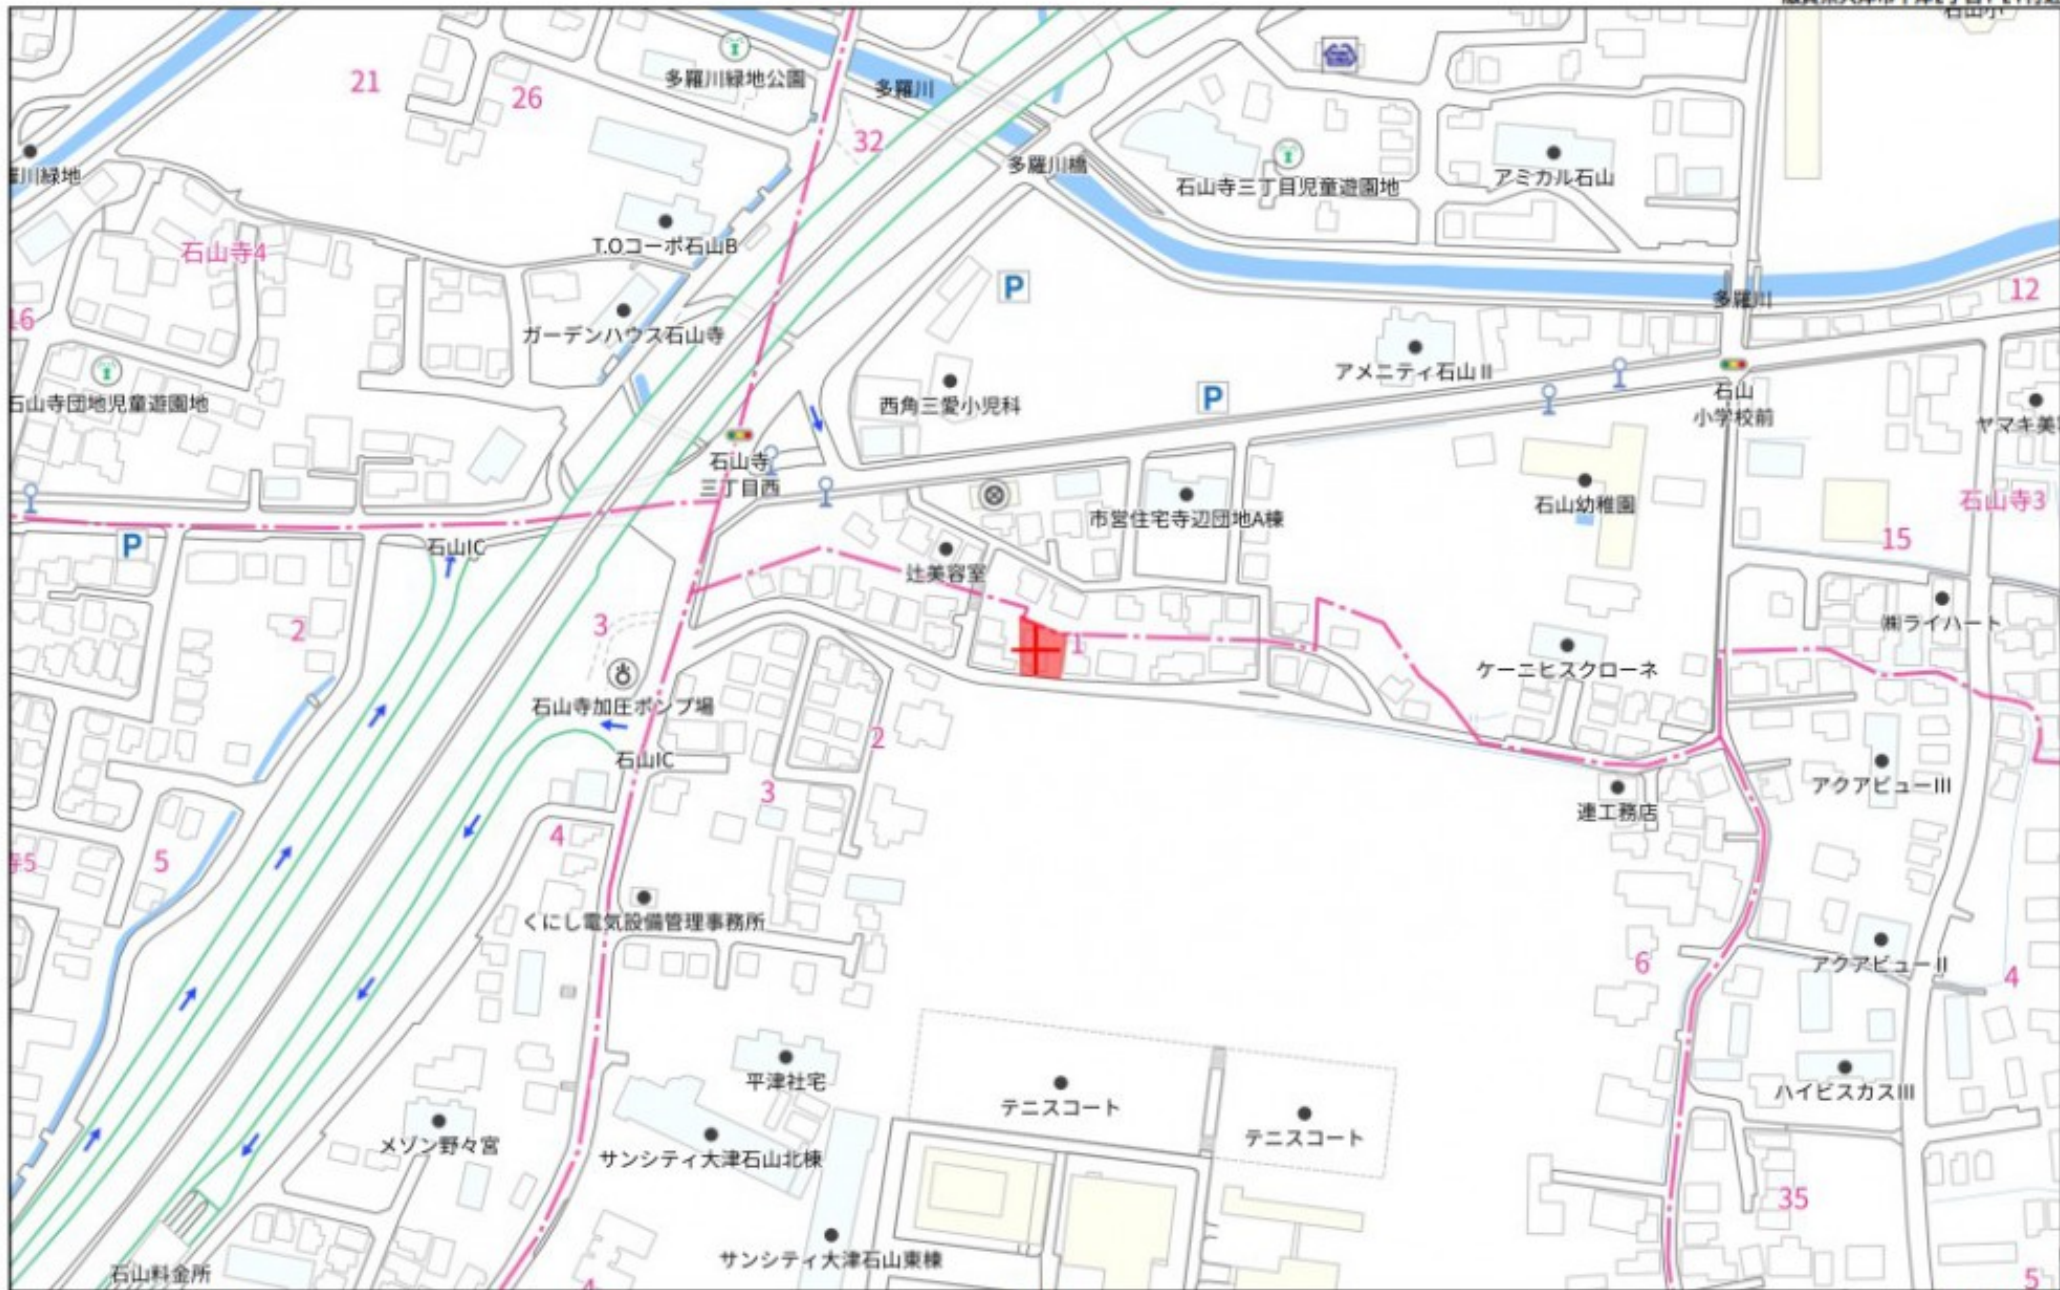 石山小
21
26
多羅川緑地公園
多羅川
32
多羅川橋
石山寺三丁目児童遊園地
アミカル石山
羅川緑地
石山寺4
T.Oコーポ石山B
P
12
多羅川
16
ガーデンハウス石山寺
アメニティ石山Ⅱ
石山寺団地児童遊園地
西角三愛小児科
P
石山
小学校前
ヤマキ美
石山寺
三丁目西
石山幼稚園
石山寺3
市営住宅寺辺団地A棟
15
P
石山IC
辻美容室
2
3
1
㈱ライハート
ケーニヒスクローネ
石山寺加圧ポンプ場
2
石山IC
3
アクアビューⅢ
連工務店
4
寺5
5
くにし電気設備管理事務所
6
アクアビューⅡ
4
平津社宅
テニスコート
ハイビスカスⅢ
テニスコート
メゾン野々宮
サンシティ大津石山北棟
35
サンシティ大津石山東棟
石山料金所
4
5